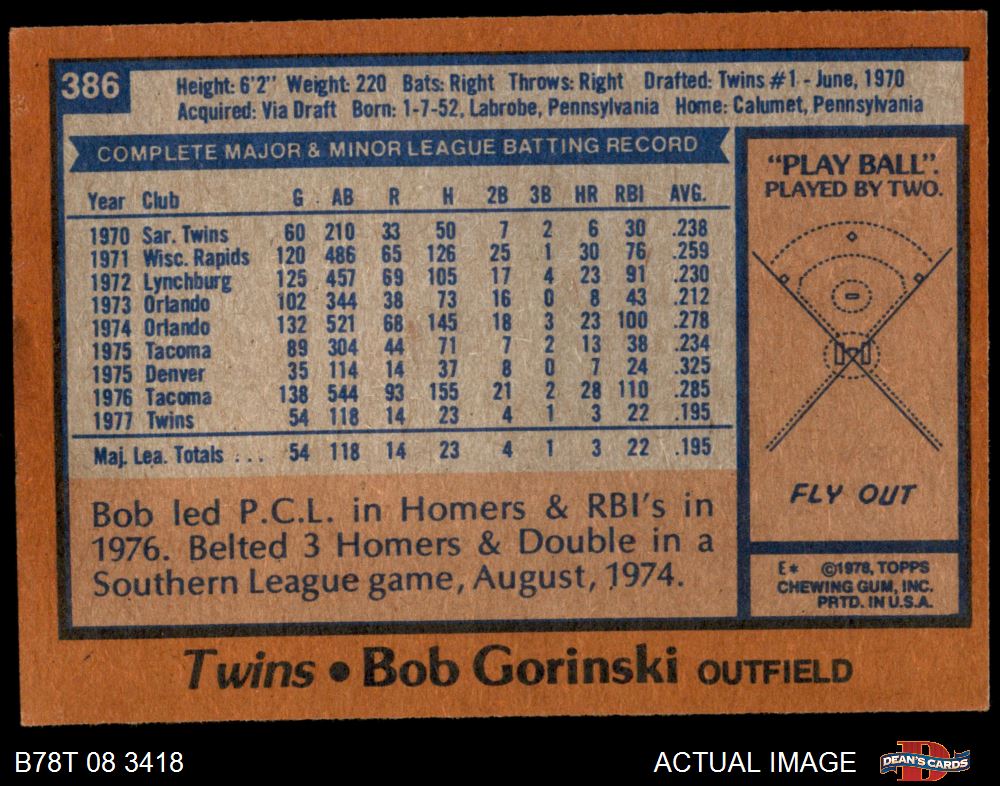 386
Height: 6'2" Weight: 220 Bats: Right Throws: Right Drafted: Twins #1 - June, 1970
Acquired: Via Draft Born: 1-7-52, Labrobe, Pennsylvania Home: Calumet, Pennsylvania
COMPLETE MAJOR & MINOR LEAGUE BATTING RECORD
Year Club G AB R H 2B 3B HR RBI AVG.
1970 Sar. Twins 60 210 33 50 7 2 6 30 .238
1971 Wisc. Rapids 120 486 65 126 25 1 30 76 .259
1972 Lynchburg 125 457 69 105 17 4 23 91 .230
1973 Orlando 102 344 38 73 16 0 8 43 .212
1974 Orlando 132 521 68 145 18 3 23 100 .278
1975 Tacoma 89 304 44 71 7 2 13 38 .234
1975 Denver 35 114 14 37 8 0 7 24 .325
1976 Tacoma 138 544 93 155 21 2 28 110 .285
1977 Twins 54 118 14 23 4 1 3 22 .195
Maj. Lea. Totals . . . 54 118 14 23 4 1 3 22 .195
Bob led P.C.L. in Homers & RBI's in
1976. Belted 3 Homers & Double in a
Southern League game, August, 1974.
"PLAY BALL".
PLAYED BY TWO.
FLY OUT
E* ©1978, TOPPS
CHEWING GUM, INC.
PRTD. IN U.S.A.
Twins • Bob Gorinski OUTFIELD
B78T 08 3418
ACTUAL IMAGE
D
DEAN'S CARDS